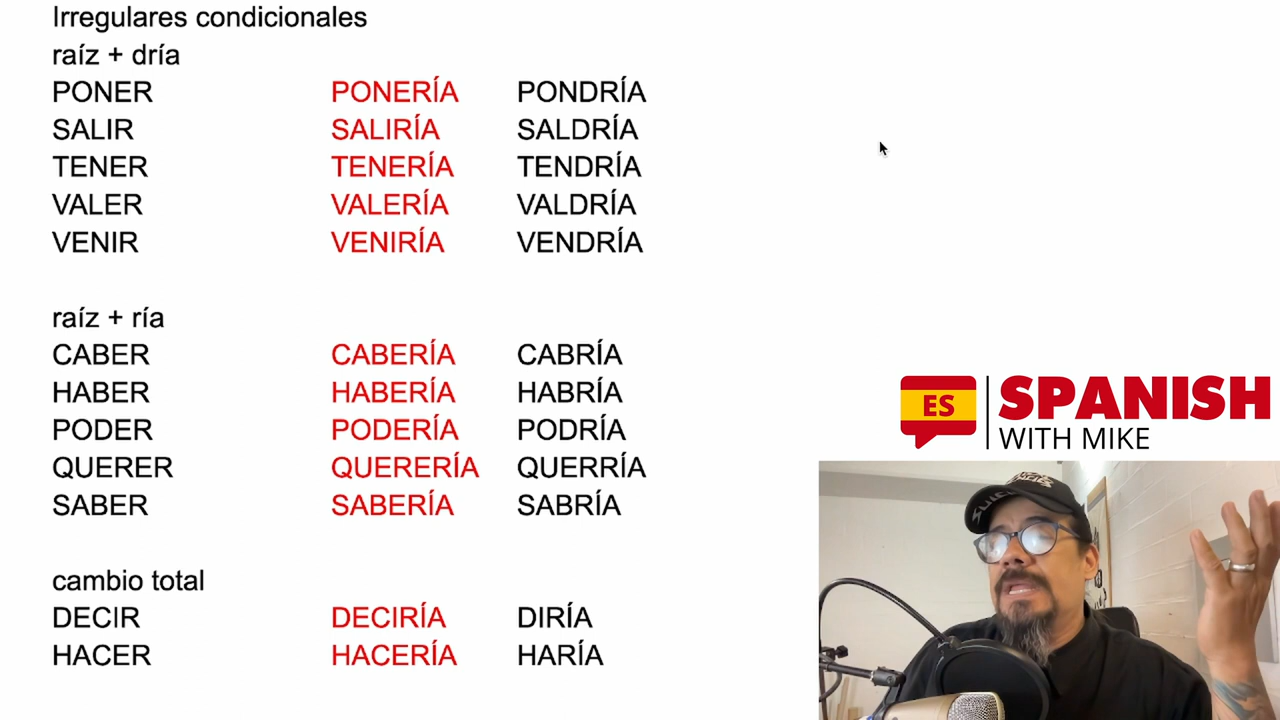 Irregulares condicionales
raíz + dría
PONER PONERÍA PONDRÍA
SALIR SALIRÍA SALDRÍA
TENER TENERÍA TENDRÍA
VALER VALERÍA VALDRÍA
VENIR VENIRÍA VENDRÍA
raíz + ría
CABER CABERÍA CABRÍA
HABER HABERÍA HABRÍA
PODER PODERÍA PODRÍA
QUERER QUERERÍA QUERRÍA
SABER SABERÍA SABRÍA
cambio total
DECIR DECIRÍA DIRÍA
HACER HACERÍA HARÍA
ES
SPANISH
WITH MIKE